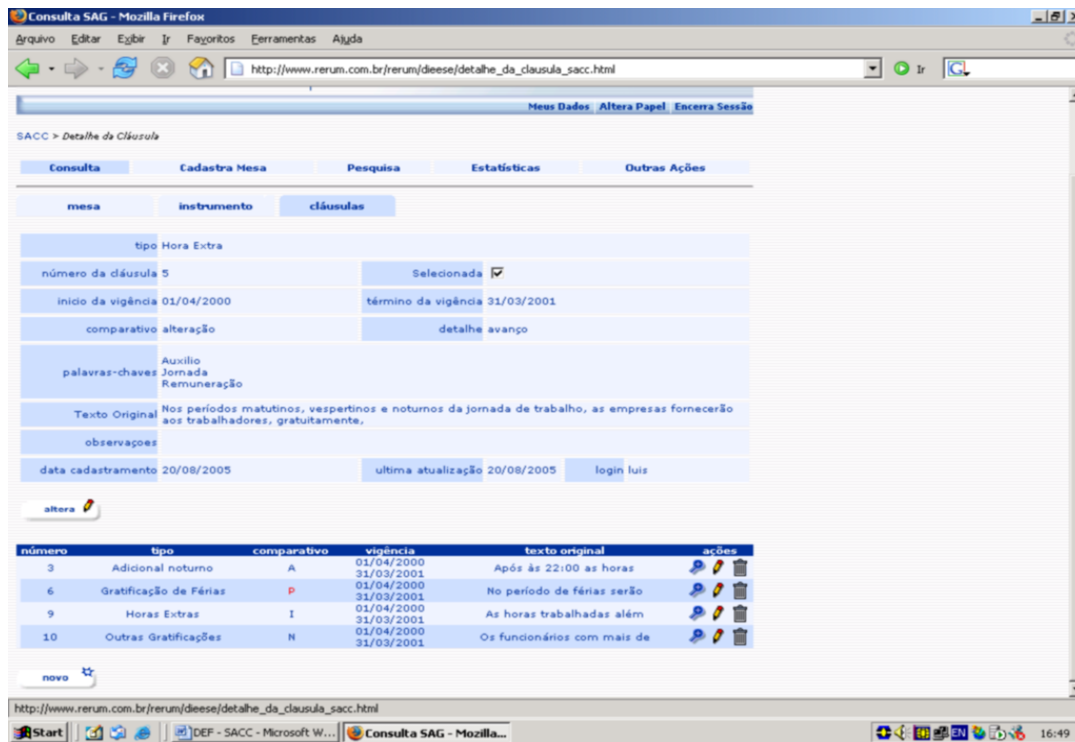 Consulta SAG - Mozilla Firefox
Arquivo Editar Exibir Ir Favoritos Ferramentas Ajuda
http://www.rerum.com.br/rerum/dieese/detalhe_da_clausula_sacc.html Ir
Meus Dados Altera Papel Encerra Sessão
SACC > Detalhe da Cláusula
Consulta Cadastra Mesa Pesquisa Estatísticas Outras Ações
mesa instrumento cláusulas
tipo Hora Extra
número da cláusula 5 Selecionada
início da vigência 01/04/2000 término da vigência 31/03/2001
comparativo alteração detalhe avanço
palavras-chaves Auxílio
Jornada
Remuneração
Texto Original Nos períodos matutinos, vespertinos e noturnos da jornada de trabalho, as empresas fornecerão
aos trabalhadores, gratuitamente,
observaçoes
data cadastramento 20/08/2005 ultima atualização 20/08/2005 login luis
altera
número tipo comparativo vigência texto original ações
3 Adicional noturno A 01/04/2000 31/03/2001 Após ás 22:00 as horas
6 Gratificação de Férias P 01/04/2000 31/03/2001 No período de férias serão
9 Horas Extras I 01/04/2000 31/03/2001 As horas trabalhadas além
10 Outras Gratificações N 01/04/2000 31/03/2001 Os funcionários com mais de
novo
http://www.rerum.com.br/rerum/dieese/detalhe_da_clausula_sacc.html
Start DEF - SACC - Microsoft W... Consulta SAG - Mozilla... EN 16:49